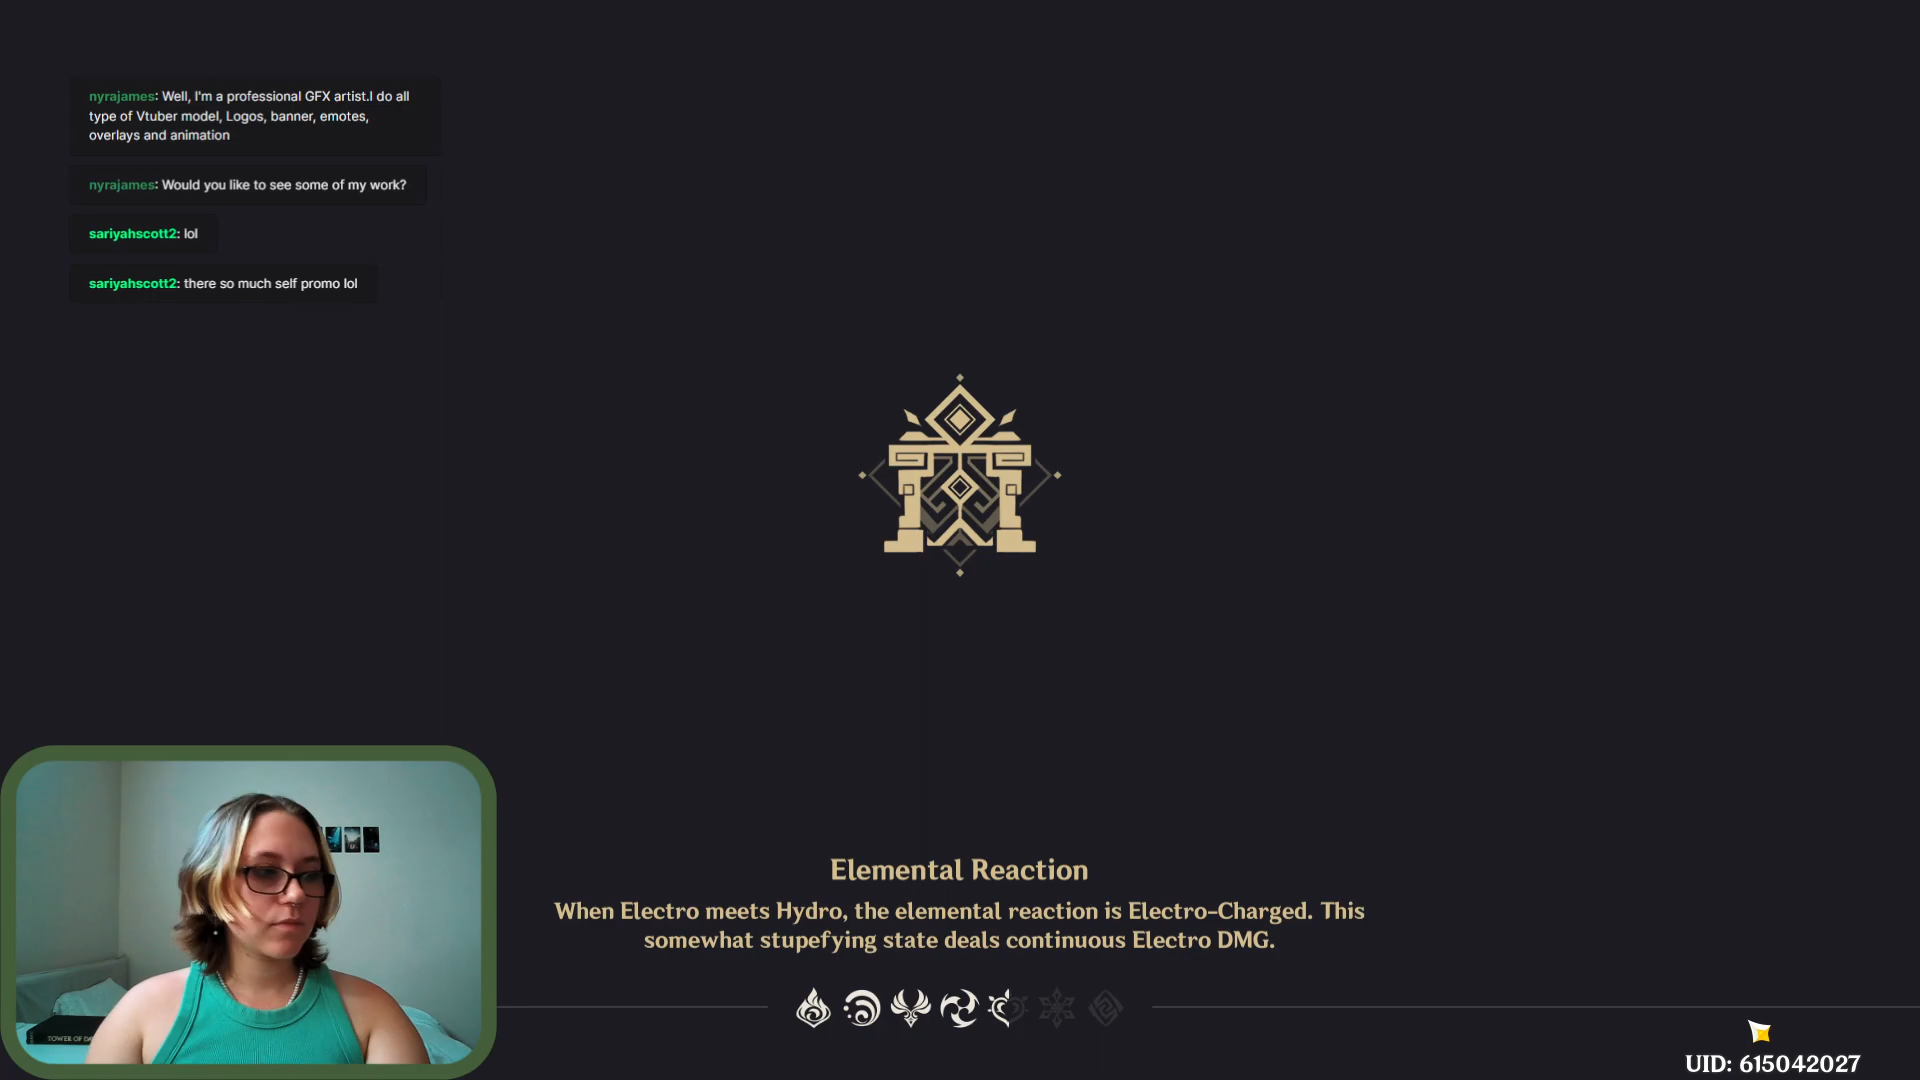 nyrajames: Well, I'm a professional GFX artist.I do all
type of Vtuber model, Logos, banner, emotes,
overlays and animation
nyrajames: Would you like to see some of my work?
sariyahscott2: lol
sariyahscott2: there so much self promo lol
Elemental Reaction
When Electro meets Hydro, the elemental reaction is Electro-Charged. This
somewhat stupefying state deals continuous Electro DMG.
TOWER OF
UID: 615042027